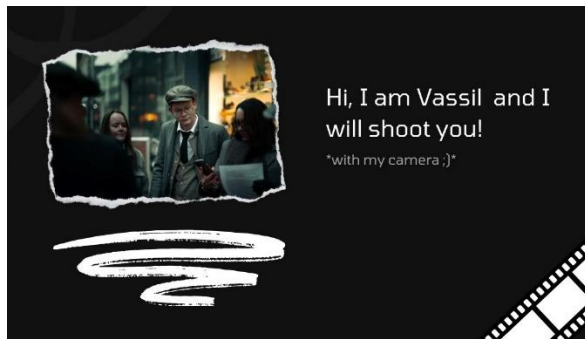 Hi, I am Vassil and I
will shoot you!
*with my camera ;)*